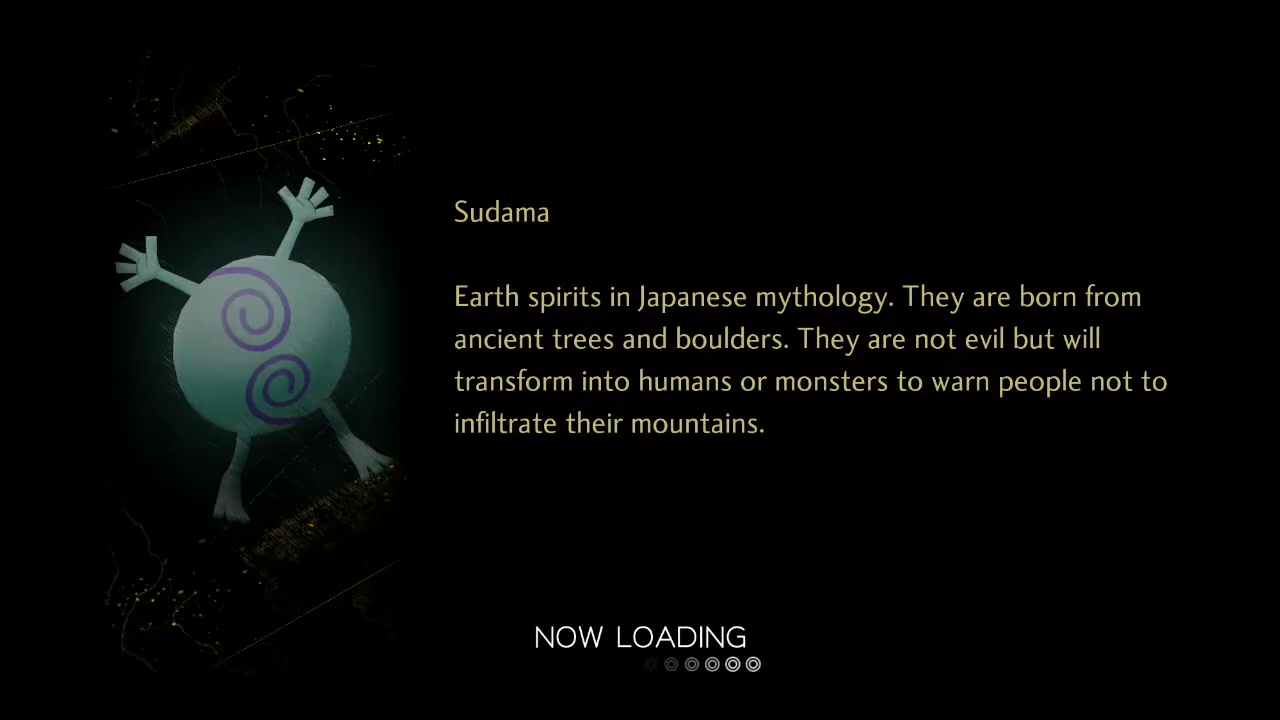 Sudama
Earth spirits in Japanese mythology. They are born from
ancient trees and boulders. They are not evil but will
transform into humans or monsters to warn people not to
infiltrate their mountains.
NOW LOADING